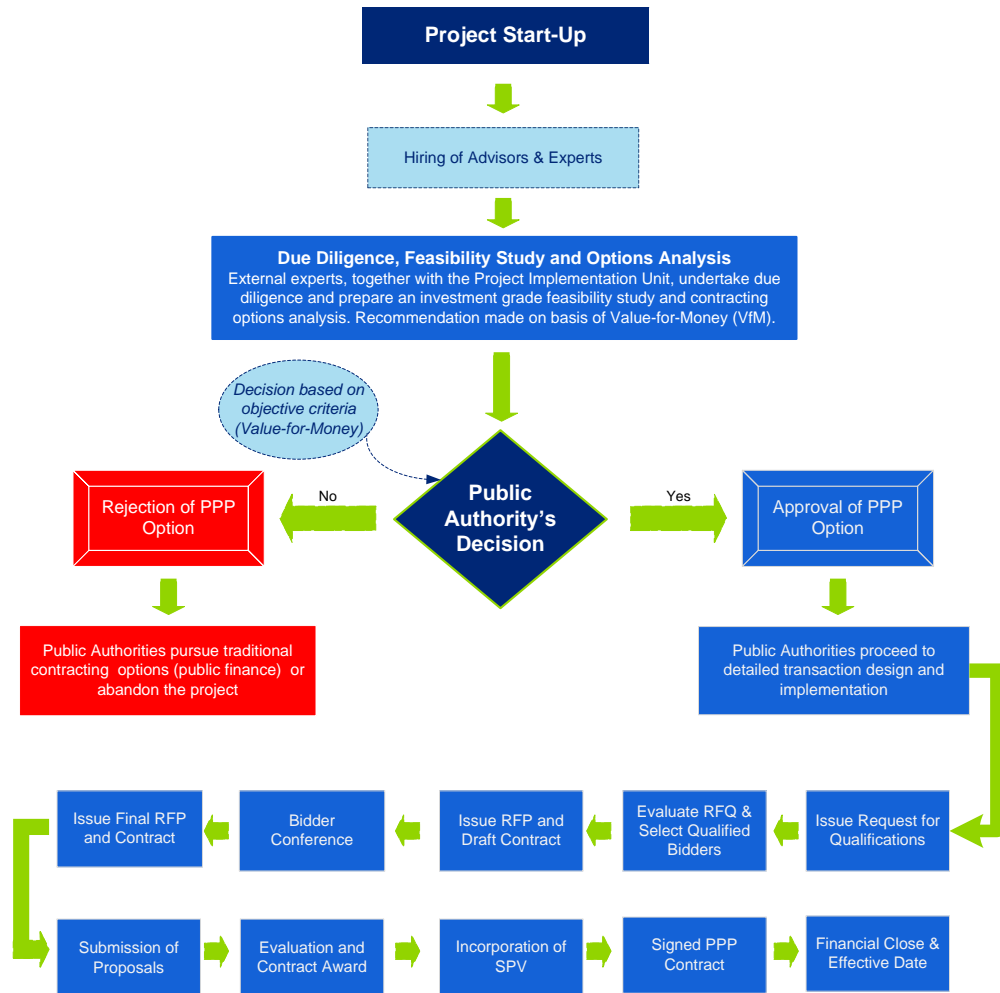 Project Start-Up
Hiring of Advisors & Experts
Due Diligence, Feasibility Study and Options Analysis
External experts, together with the Project Implementation Unit, undertake due
diligence and prepare an investment grade feasibility study and contracting
options analysis. Recommendation made on basis of Value-for-Money (VfM).
Decision based on
objective criteria
(Value-for-Money)
Public
Authority's
Decision
No
Yes
Rejection of PPP
Option
Approval of PPP
Option
Public Authorities pursue traditional
contracting options (public finance) or
abandon the project
Public Authorities proceed to
detailed transaction design and
implementation
Issue Request for
Qualifications
Evaluate RFQ &
Select Qualified
Bidders
Issue RFP and
Draft Contract
Bidder
Conference
Issue Final RFP
and Contract
Submission of
Proposals
Evaluation and
Contract Award
Incorporation of
SPV
Signed PPP
Contract
Financial Close &
Effective Date